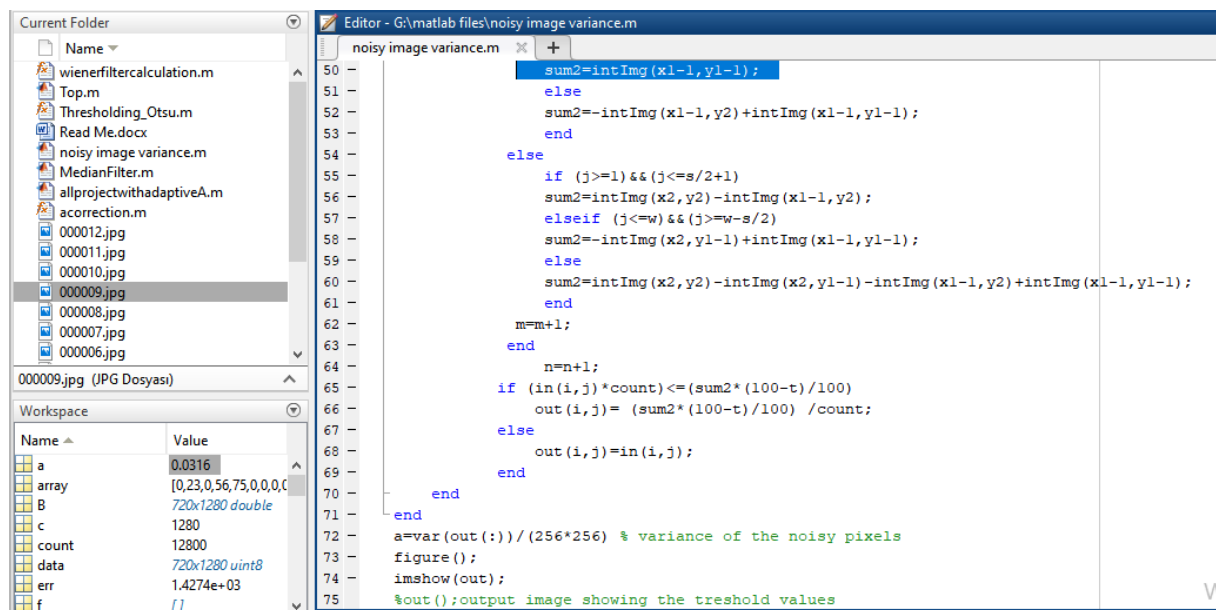 Current Folder
Name
wienerfiltercalculation.m
Top.m
Thresholding_Otsu.m
Read Me.docx
noisy image variance.m
MedianFilter.m
allprojectwithadaptiveA.m
acorrection.m
000012.jpg
000011.jpg
000010.jpg
000009.jpg
000008.jpg
000007.jpg
000006.jpg
000009.jpg (JPG Dosyası)
Workspace
Name Value
a 0.0316
array [0,23,0,56,75,0,0,0,0
B 720x1280 double
c 1280
count 12800
data 720x1280 uint8
err 1.4274e+03
f []
Editor - G:\matlab files\noisy image variance.m
noisy image variance.m
50 sum2=intImg(x1-1,y1-1);
51 else
52 sum2=-intImg(x1-1,y2)+intImg(x1-1,y1-1);
53 end
54 else
55 if (j>=1)&&(j<=s/2+1)
56 sum2=intImg(x2,y2)-intImg(x1-1,y2);
57 elseif (j<=w)&&(j>=w-s/2)
58 sum2=-intImg(x2,y1-1)+intImg(x1-1,y1-1);
59 else
60 sum2=intImg(x2,y2)-intImg(x2,y1-1)-intImg(x1-1,y2)+intImg(x1-1,y1-1);
61 end
62 m=m+1;
63 end
64 n=n+1;
65 if (in(i,j)*count)<=(sum2*(100-t)/100)
66 out(i,j)= (sum2*(100-t)/100) /count;
67 else
68 out(i,j)=in(i,j);
69 end
70 end
71 end
72 a=var(out(:))/(256*256) % variance of the noisy pixels
73 figure();
74 imshow(out);
75 %out();output image showing the treshold values